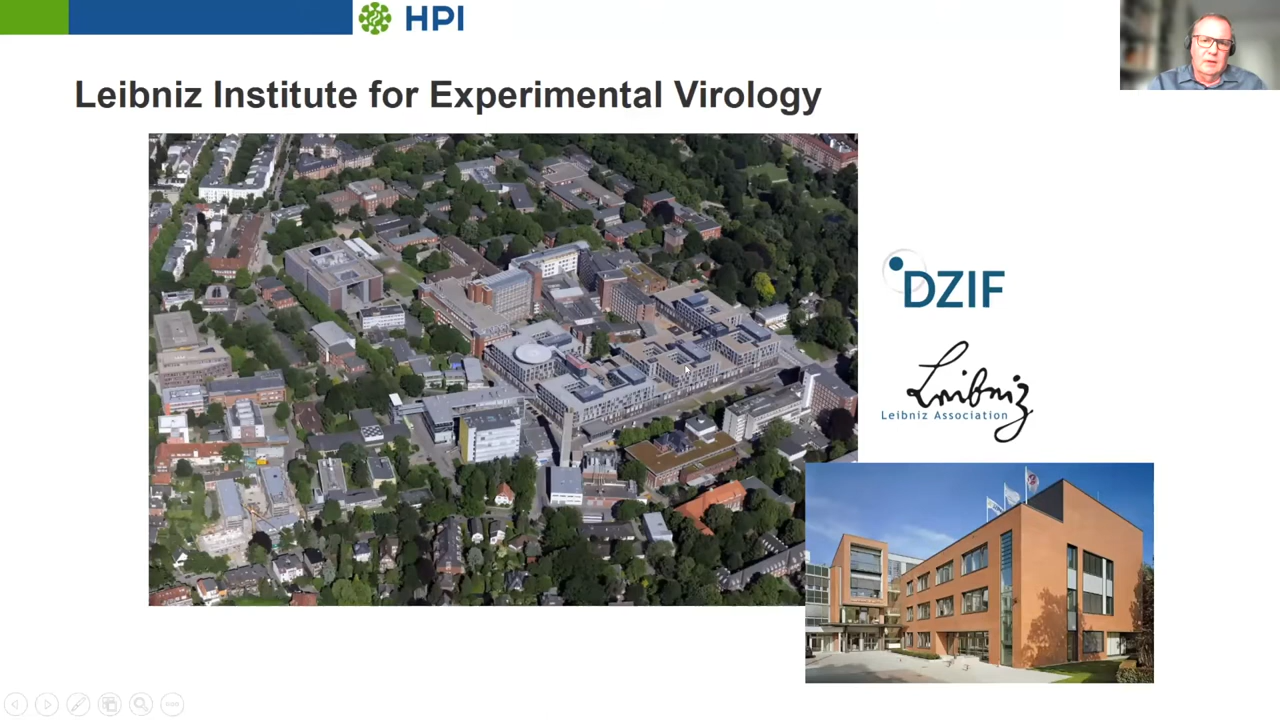 HPI
Leibniz Institute for Experimental Virology
DZIF
Leibniz
Leibniz Association